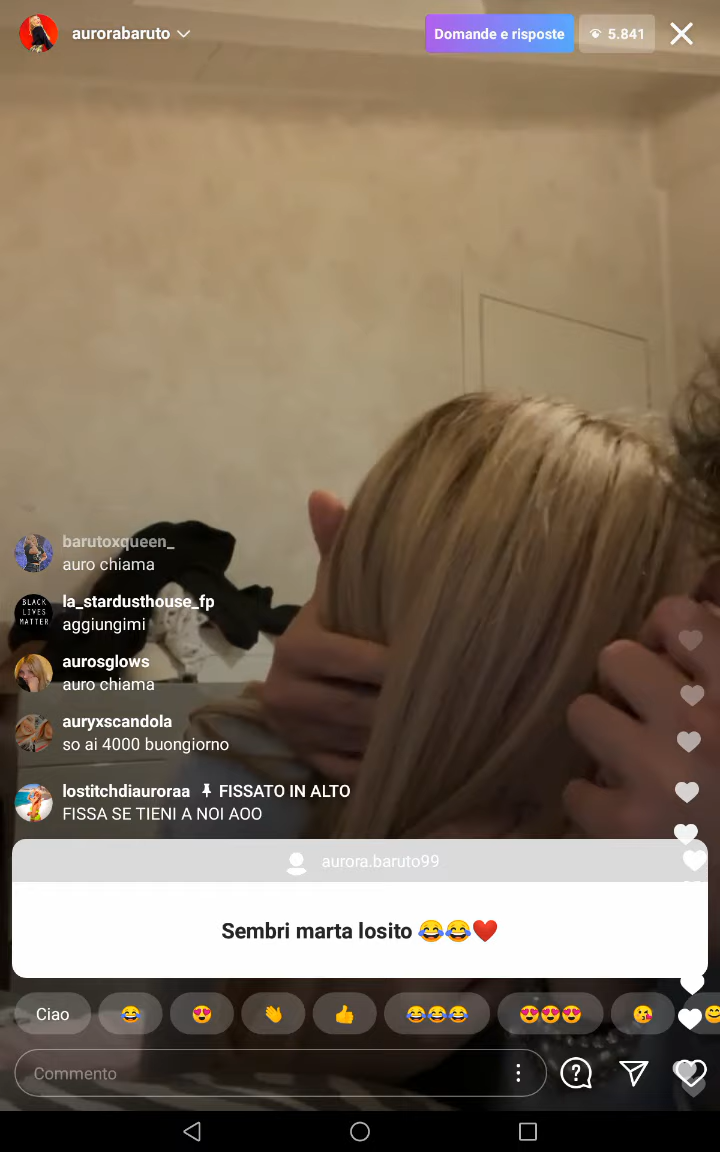 aurorabaruto
Domande e risposte
5.841
barutoxqueen_
auro chiama
BLACK
LIVES
MATTER
la_stardusthouse_fp
aggiungimi
aurosglows
auro chiama
auryxscandola
so ai 4000 buongiorno
lostitchdiauroraa FISSATO IN ALTO
FISSA SE TIENI A NOI AOO
aurora.baruto99
Sembri marta losito 😂😂❤️
Ciao 😂 😍 👋 👍 😂😂😂 😍😍😍 😘 😊
Commento